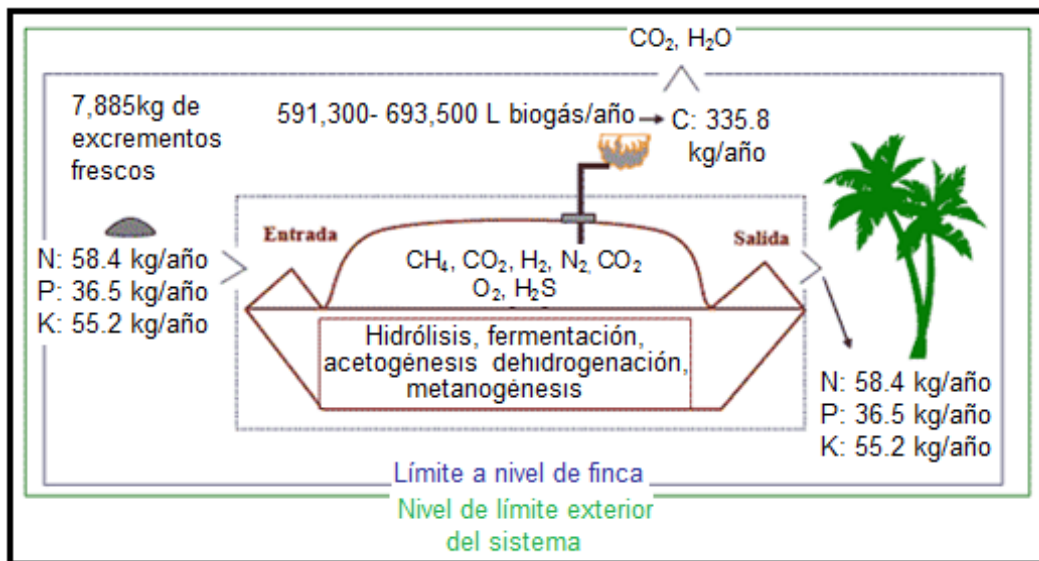 CO₂, H₂O
7,885kg de
excrementos
frescos
591,300- 693,500 L biogás/año
C: 335.8
kg/año
Entrada
Salida
N: 58.4 kg/año
P: 36.5 kg/año
K: 55.2 kg/año
CH₄, CO₂, H₂, N₂, CO₂
O₂, H₂S
Hidrólisis, fermentación,
acetogénesis dehidrogenación,
metanogénesis
N: 58.4 kg/año
P: 36.5 kg/año
K: 55.2 kg/año
Límite a nivel de finca
Nivel de límite exterior
del sistema